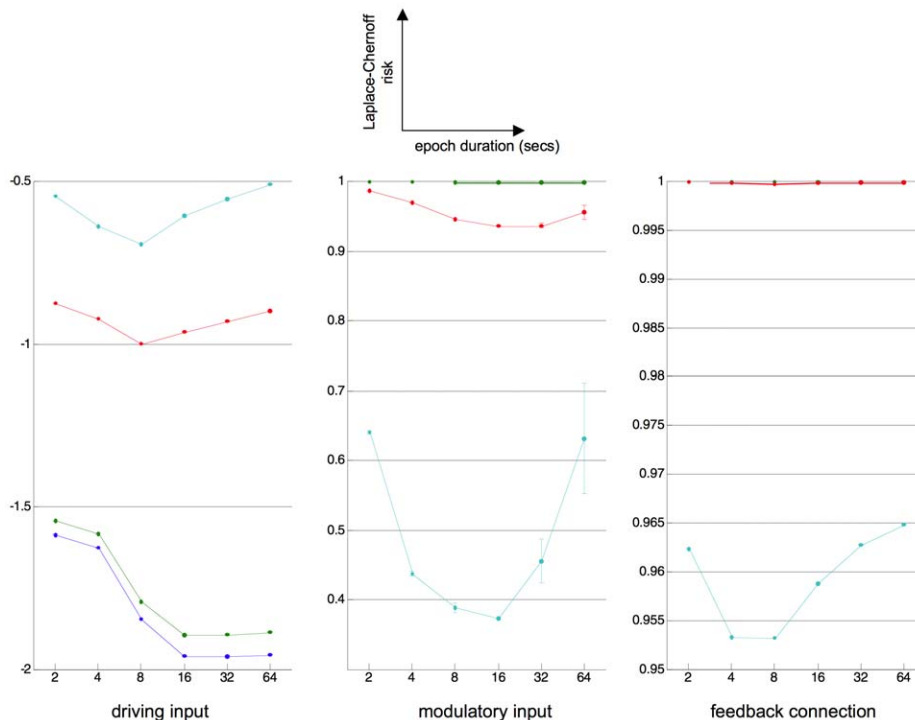 Laplace-Chernoff
risk
epoch duration (secs)
-0.5
-1
-1.5
-2
2 4 8 16 32 64
driving input
1
0.9
0.8
0.7
0.6
0.5
0.4
2 4 8 16 32 64
modulatory input
1
0.995
0.99
0.985
0.98
0.975
0.97
0.965
0.96
0.955
0.95
2 4 8 16 32 64
feedback connection